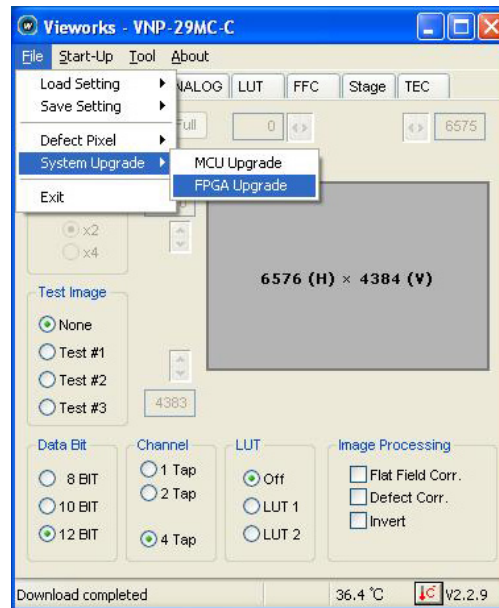 Vieworks - VNP-29MC-C
File Start-Up Tool About
Load Setting
NALOG LUT FFC Stage TEC
Save Setting
Full 0 6575
Defect Pixel
System Upgrade MCU Upgrade
FPGA Upgrade
Exit
x2
x4
6576 (H) × 4384 (V)
Test Image
None
Test #1
Test #2
Test #3
4383
Data Bit Channel LUT Image Processing
8 BIT 1 Tap Off Flat Field Corr.
10 BIT 2 Tap LUT 1 Defect Corr.
12 BIT 4 Tap LUT 2 Invert
Download completed 36.4 ℃ V2.2.9